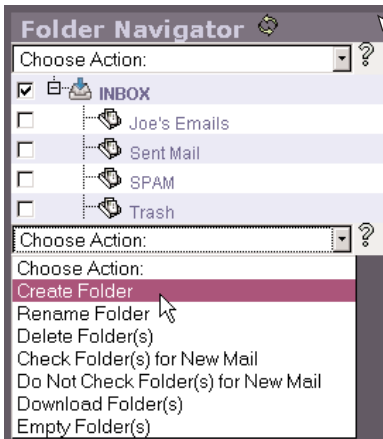 Folder Navigator
Choose Action: ?
INBOX
Joe's Emails
Sent Mail
SPAM
Trash
Choose Action: ?
Choose Action:
Create Folder
Rename Folder
Delete Folder(s)
Check Folder(s) for New Mail
Do Not Check Folder(s) for New Mail
Download Folder(s)
Empty Folder(s)